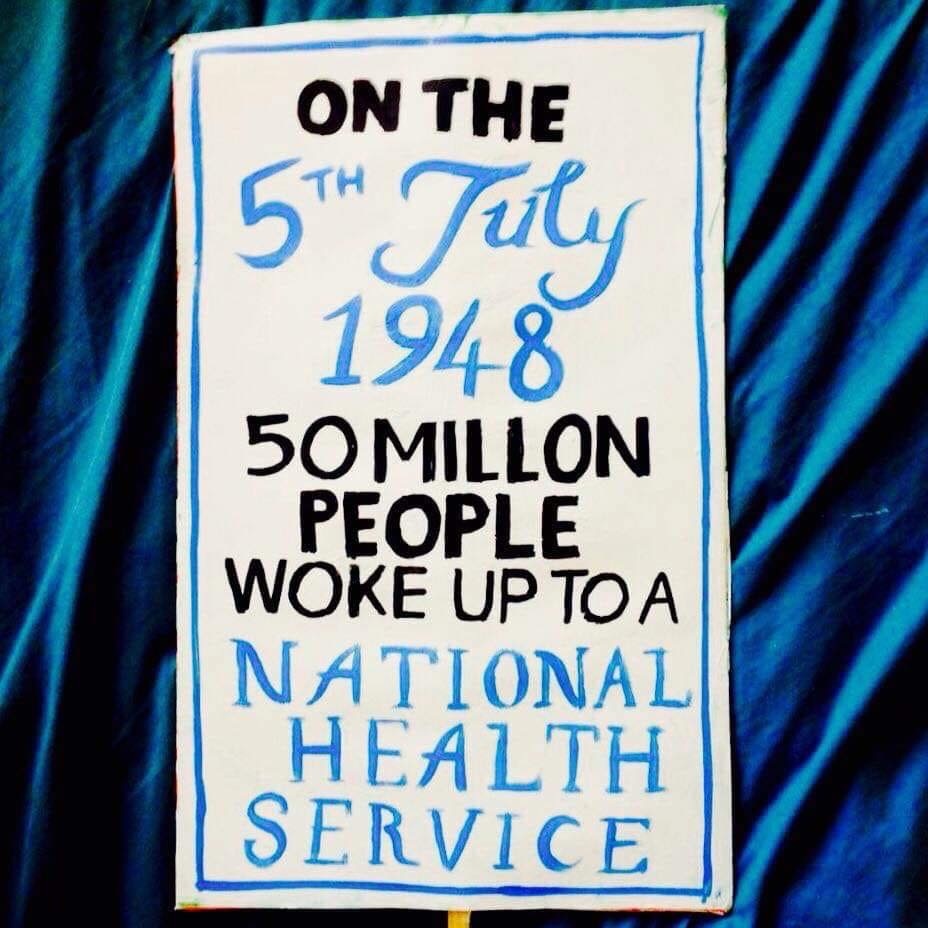 ON THE
5TH July
1948
50 MILLON
PEOPLE
WOKE UP TO A
NATIONAL
HEALTH
SERVICE